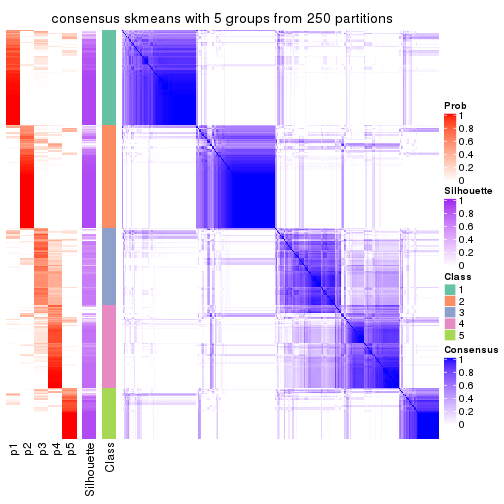 consensus skmeans with 5 groups from 250 partitions
Prob
1
0.8
0.6
0.4
0.2
0
Silhouette
1
0.8
0.6
0.4
0.2
0
Class
1
2
3
4
5
Consensus
1
0.8
0.6
0.4
0.2
0
p1
p2
p3
p4
p5
Silhouette
Class